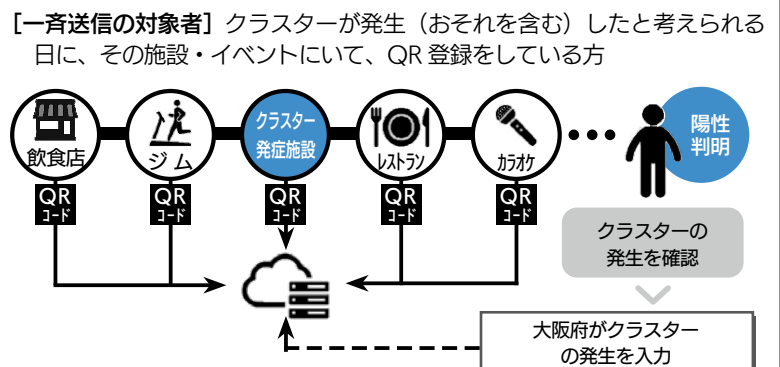 ［一斉送信の対象者］クラスターが発生（おそれを含む）したと考えられる
日に、その施設・イベントにいて、QR 登録をしている方
飲食店
ジム
クラスター
発症施設
レストラン
カラオケ
陽性
判明
QR
コード
QR
コード
QR
コード
QR
コード
QR
コード
クラスターの
発生を確認
大阪府がクラスター
の発生を入力